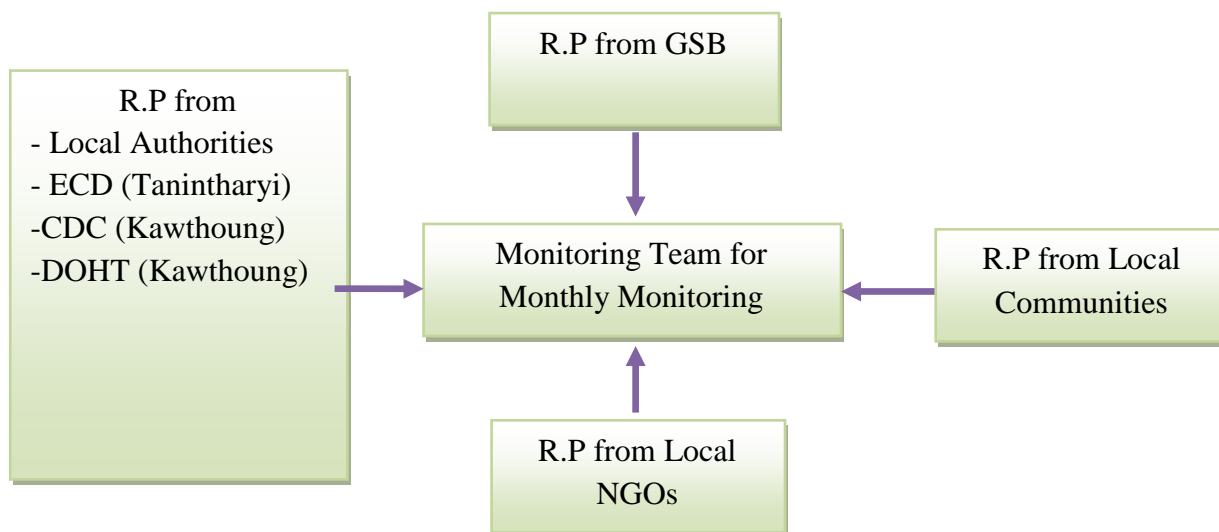 R.P from GSB
R.P from
- Local Authorities
- ECD (Tanintharyi)
-CDC (Kawthoung)
-DOHT (Kawthoung)
Monitoring Team for
Monthly Monitoring
R.P from Local
Communities
R.P from Local
NGOs